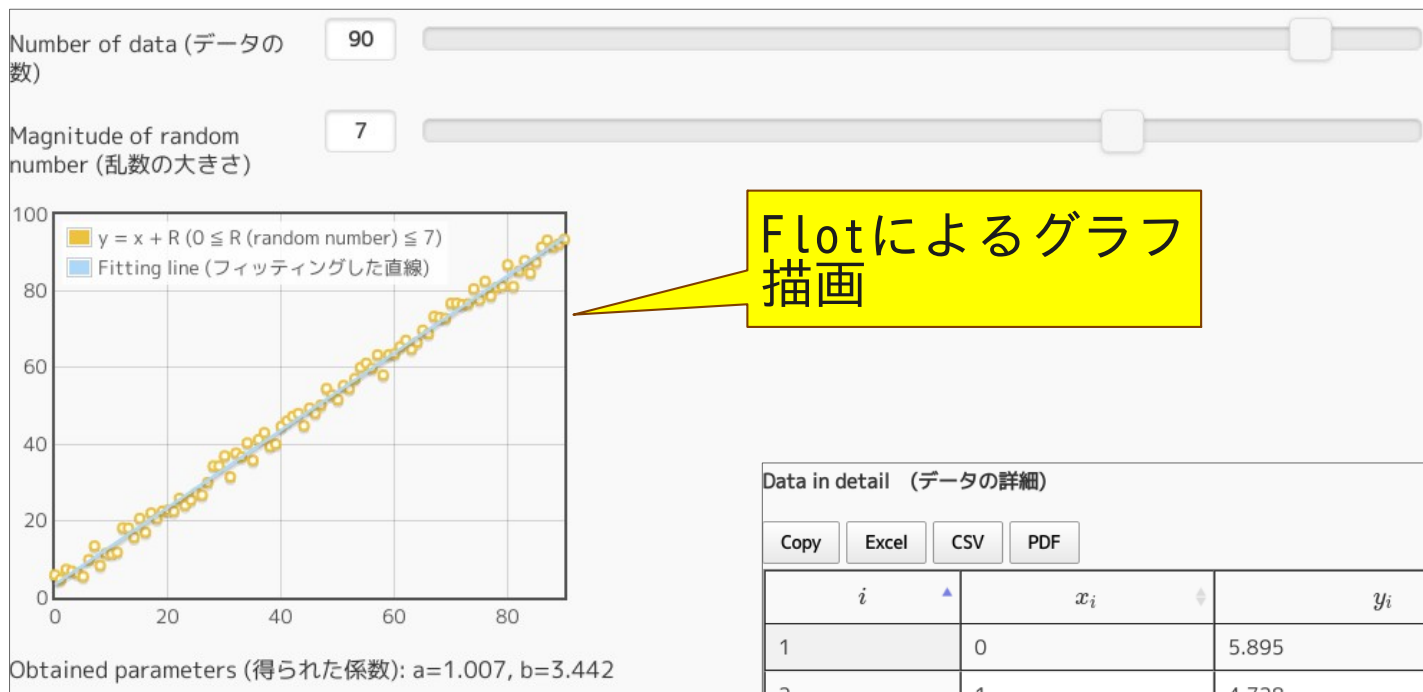 Number of data (データの
数)
90
Magnitude of random
number (乱数の大きさ)
7
100
80
60
40
20
0
0 20 40 60 80
y = x + R (0 ≦ R (random number) ≦ 7)
Fitting line (フィッティングした直線)
Flotによるグラフ
描画
Obtained parameters (得られた係数): a=1.007, b=3.442
Data in detail (データの詳細)
Copy Excel CSV PDF
i x_i y_i
1 0 5.895